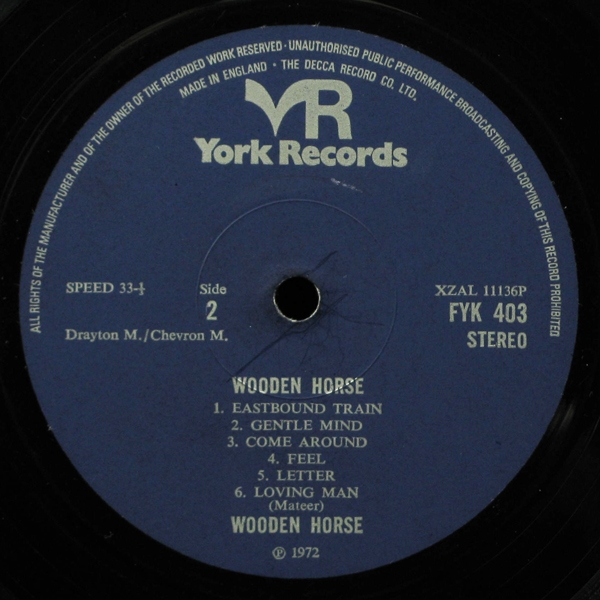 ALL RIGHTS OF THE MANUFACTURER AND OF THE OWNER OF THE RECORDED WORK RESERVED · UNAUTHORISED PUBLIC PERFORMANCE BROADCASTING AND COPYING OF THIS RECORD PROHIBITED
MADE IN ENGLAND · THE DECCA RECORD CO. LTD.
YR
York Records
SPEED 33-⅓
Side
2
Drayton M./Chevron M.
XZAL 11136P
FYK 403
STEREO
WOODEN HORSE
1. EASTBOUND TRAIN
2. GENTLE MIND
3. COME AROUND
4. FEEL
5. LETTER
6. LOVING MAN
(Mateer)
WOODEN HORSE
℗ 1972